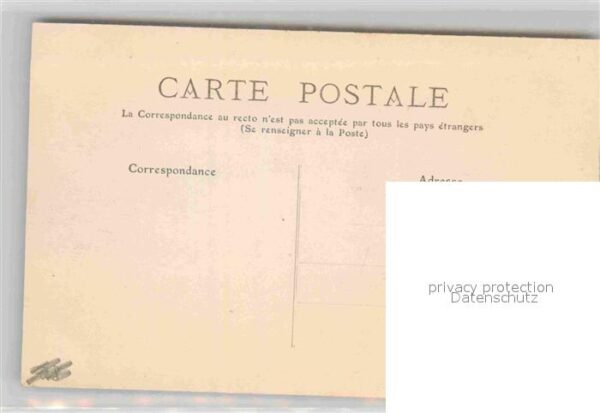 CARTE POSTALE
La Correspondance au recto n'est pas acceptée par tous les pays étrangers
(Se renseigner à la Poste)
Correspondance
Adresse
privacy protection
Datenschutz